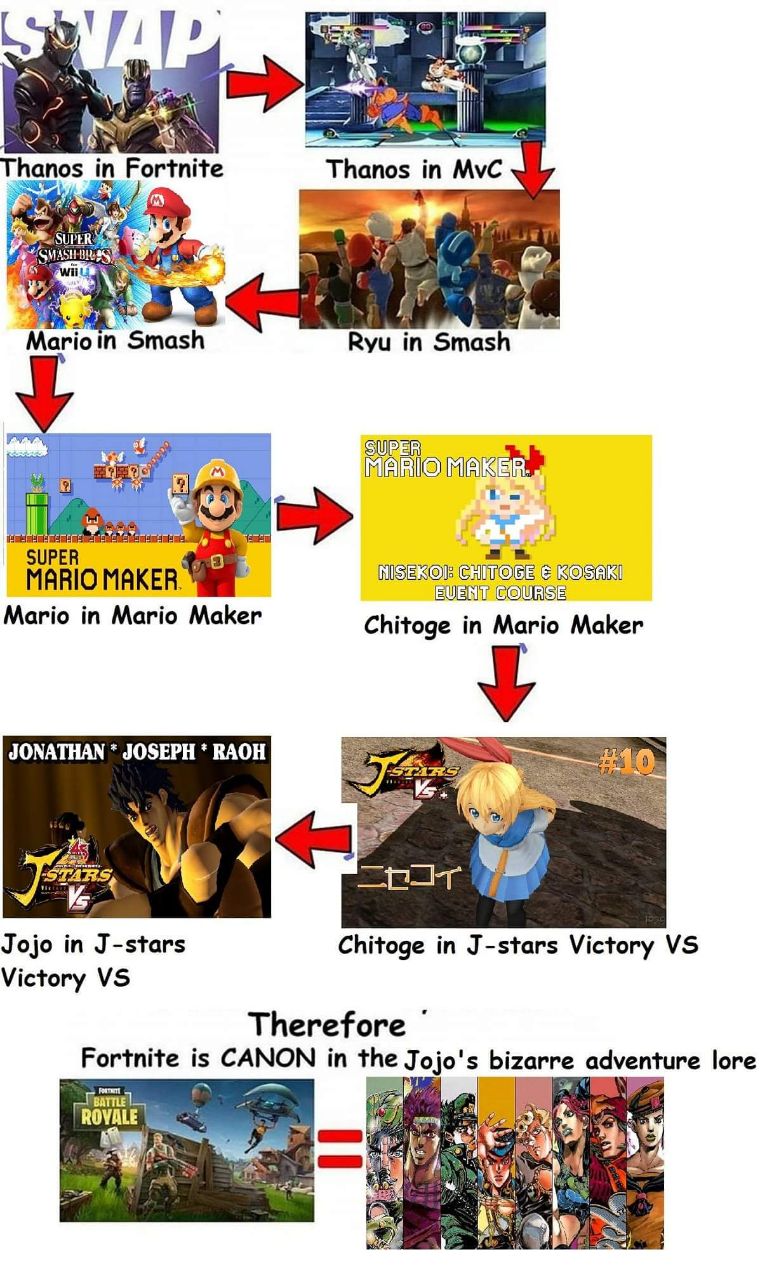 SNAP
Thanos in Fortnite
Thanos in MvC
SUPER
SMASH BROS
for
Wii U
Mario in Smash
Ryu in Smash
SUPER
MARIO MAKER
Mario in Mario Maker
SUPER
MARIO MAKER
NISEKOI: CHITOGE & KOSAKI
EVENT COURSE
Chitoge in Mario Maker
JONATHAN * JOSEPH * RAOH
J-STARS
VS
Jojo in J-stars
Victory VS
J-STARS
VS+
#10
ニセコイ
Chitoge in J-stars Victory VS
Therefore
Fortnite is CANON in the Jojo's bizarre adventure lore
FORTNITE
BATTLE
ROYALE